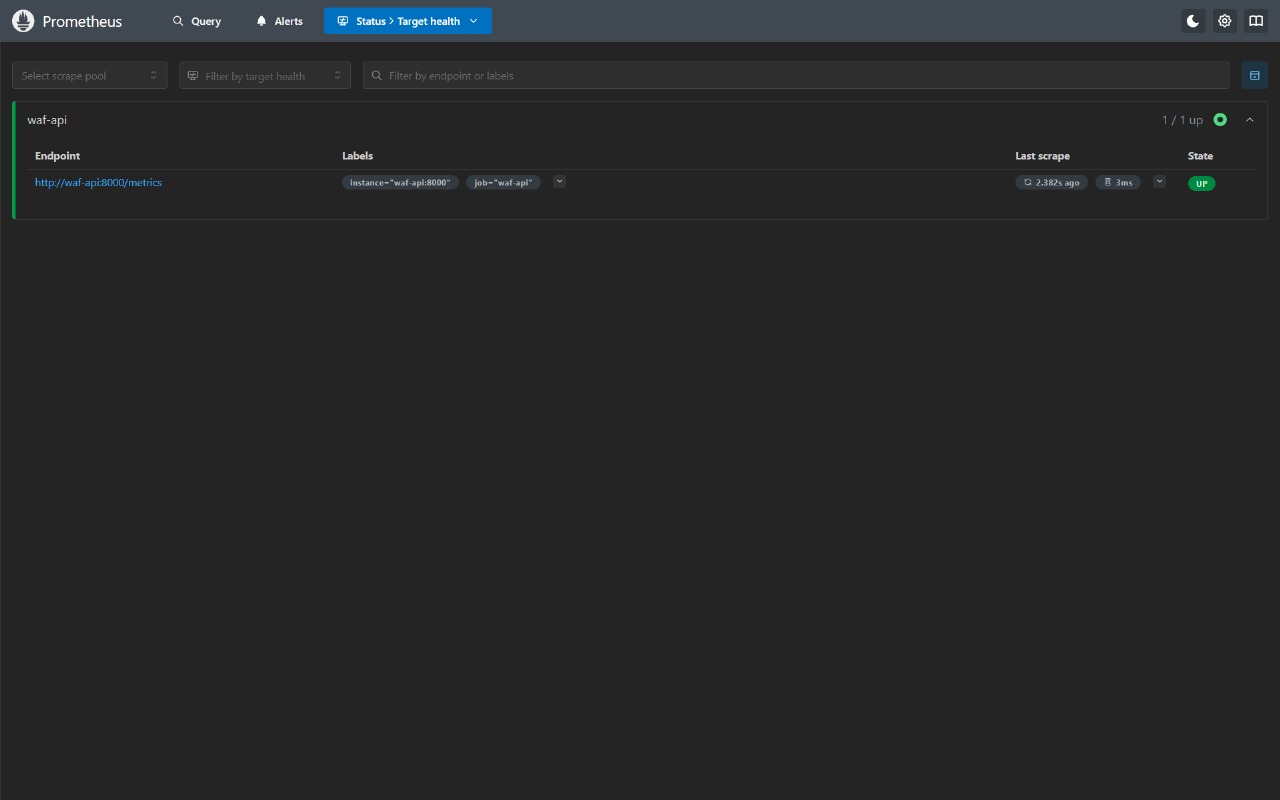 Prometheus Query Alerts Status > Target health
Select scrape pool Filter by target health Filter by endpoint or labels
waf-api 1 / 1 up
Endpoint Labels Last scrape State
http://waf-api:8000/metrics instance="waf-api:8000" job="waf-api" 2.382s ago 3ms UP